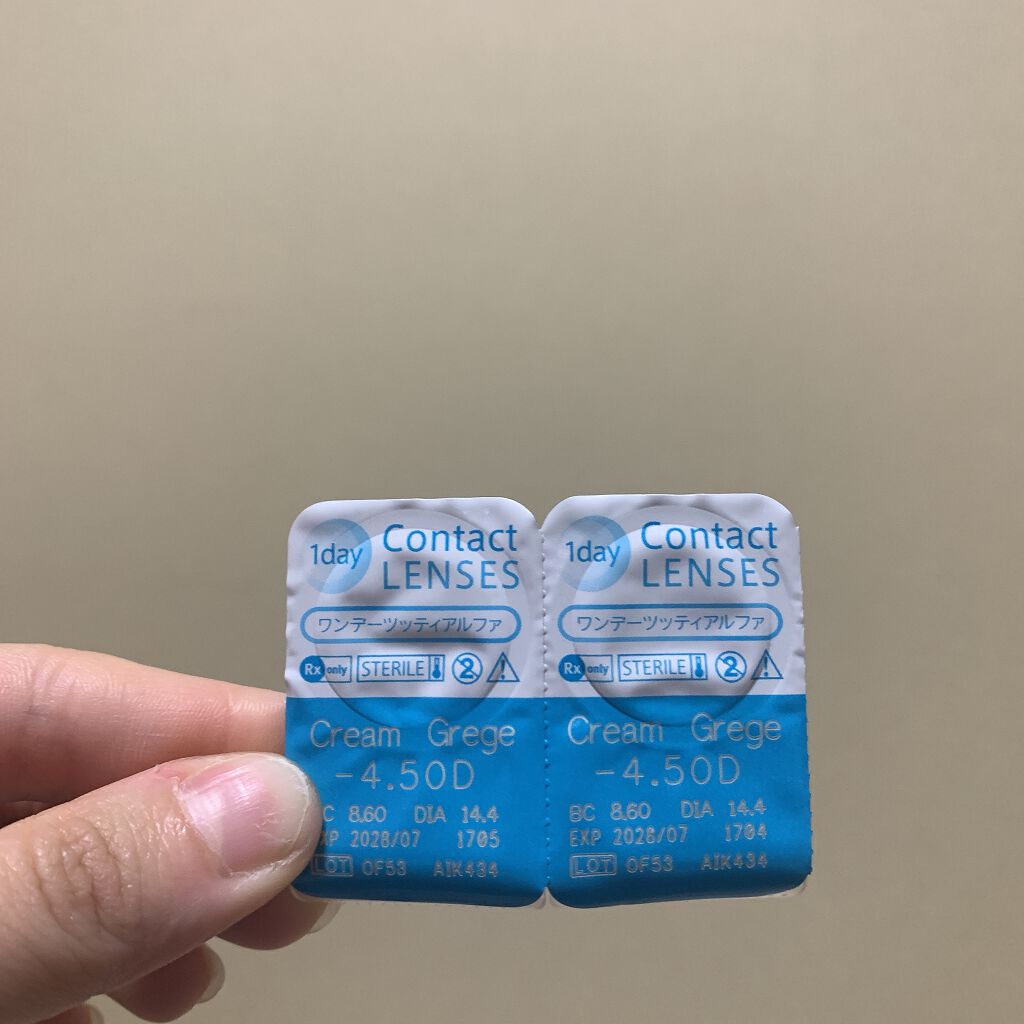 1day
Contact
LENSES
ワンデーツッティアルファ
Rx only STERILE 2
Cream Grege
-4.50D
BC 8.60 DIA 14.4
EXP 2028/07 1705
LOT OF53 AIK434
1day
Contact
LENSES
ワンデーツッティアルファ
Rx only STERILE 2
Cream Grege
-4.50D
BC 8.60 DIA 14.4
EXP 2028/07 1704
LOT OF53 AIK434